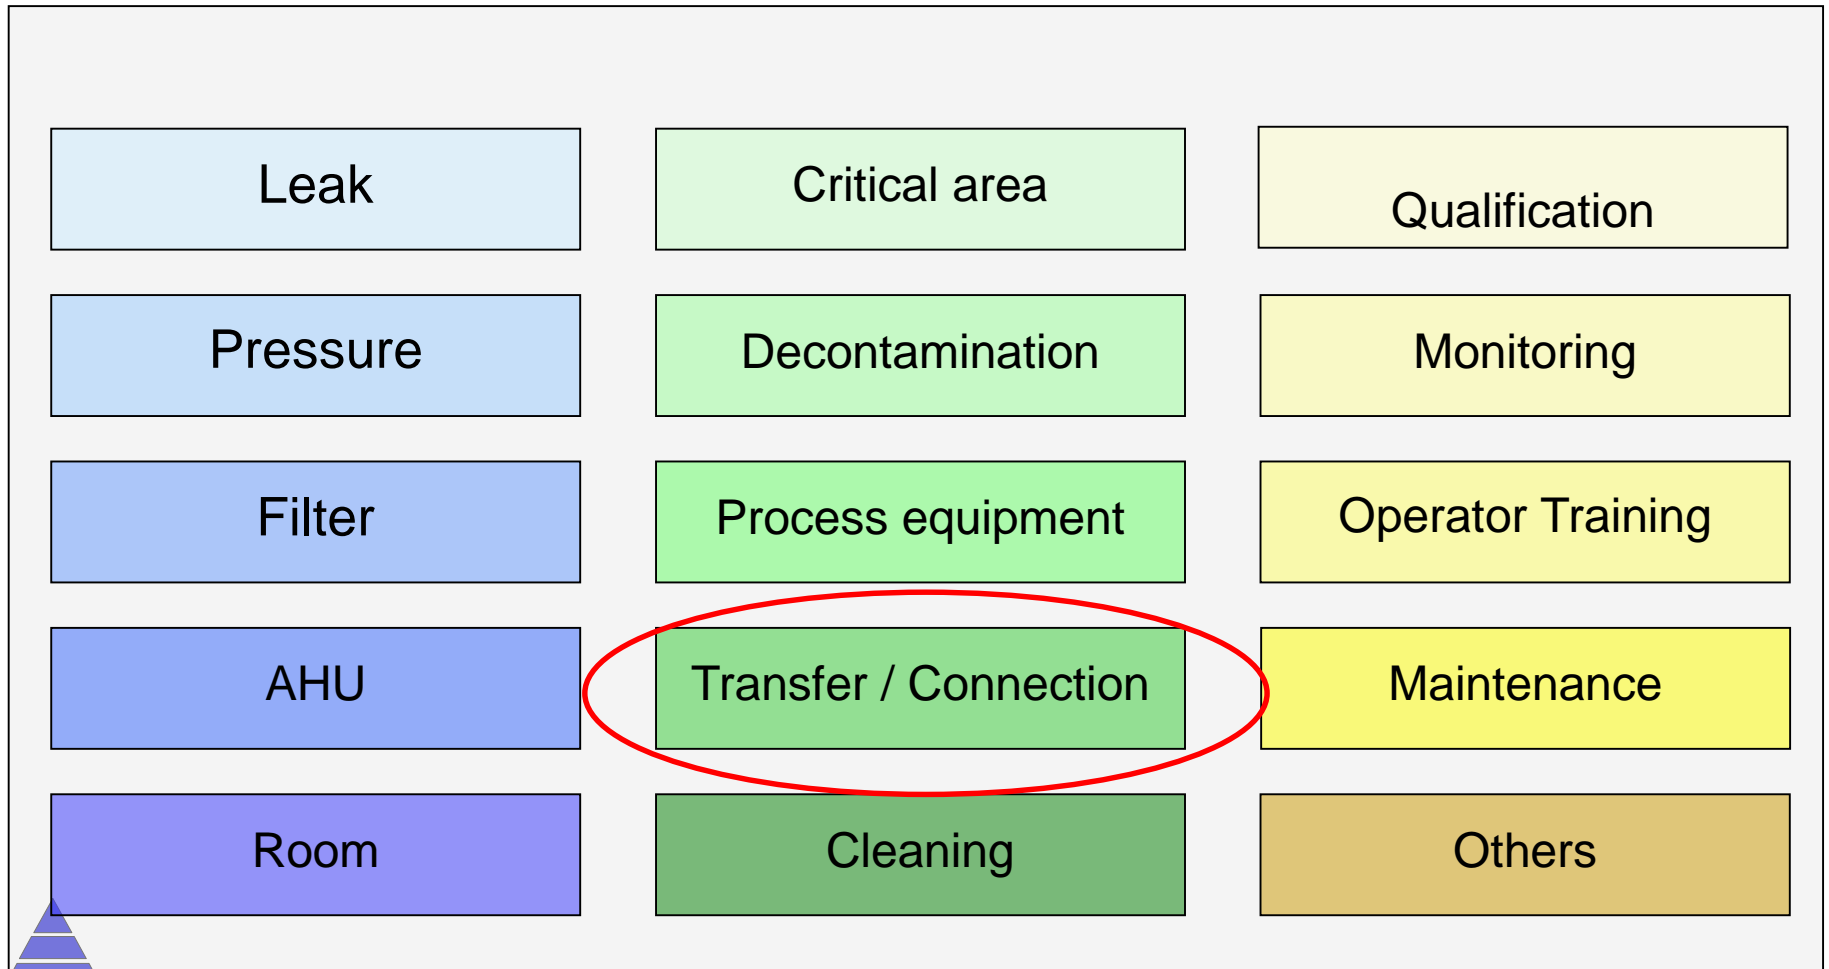 Leak
Critical area
Qualification
Pressure
Decontamination
Monitoring
Filter
Process equipment
Operator Training
AHU
Transfer / Connection
Maintenance
Room
Cleaning
Others